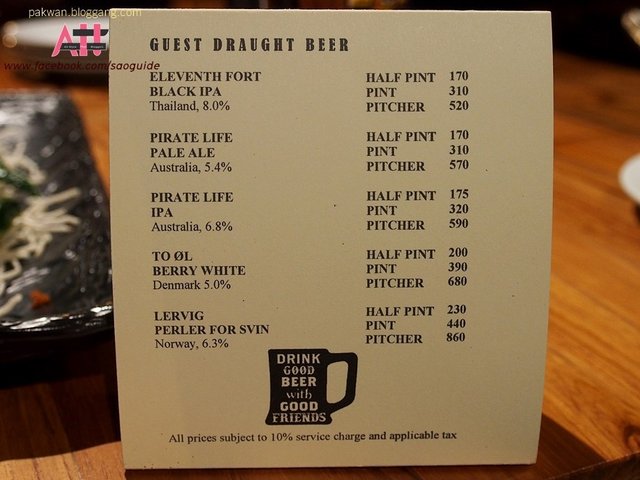 pakwan.bloggang.com
www.facebook.com/saoguide
GUEST DRAUGHT BEER
ELEVENTH FORT
BLACK IPA
Thailand, 8.0%
HALF PINT 170
PINT 310
PITCHER 520
PIRATE LIFE
PALE ALE
Australia, 5.4%
HALF PINT 170
PINT 310
PITCHER 570
PIRATE LIFE
IPA
Australia, 6.8%
HALF PINT 175
PINT 320
PITCHER 590
TO ØL
BERRY WHITE
Denmark 5.0%
HALF PINT 200
PINT 390
PITCHER 680
LERVIG
PERLER FOR SVIN
Norway, 6.3%
HALF PINT 230
PINT 440
PITCHER 860
DRINK
GOOD
BEER
with
GOOD
FRIENDS
All prices subject to 10% service charge and applicable tax